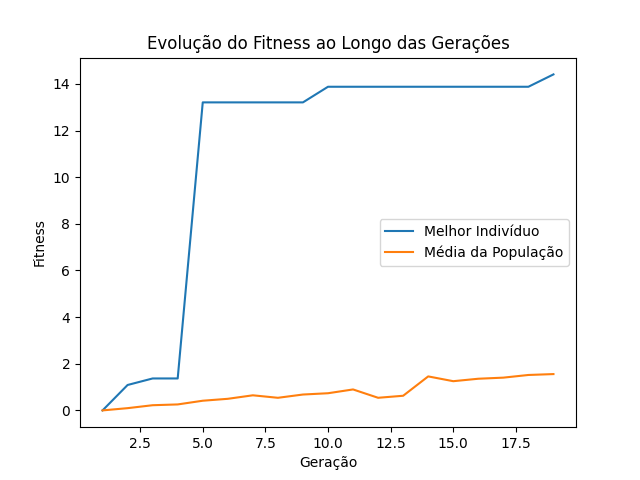 Evolução do Fitness ao Longo das Gerações
14
12
10
8
6
4
2
0
Fitness
Melhor Indivíduo
Média da População
2.5 5.0 7.5 10.0 12.5 15.0 17.5
Geração